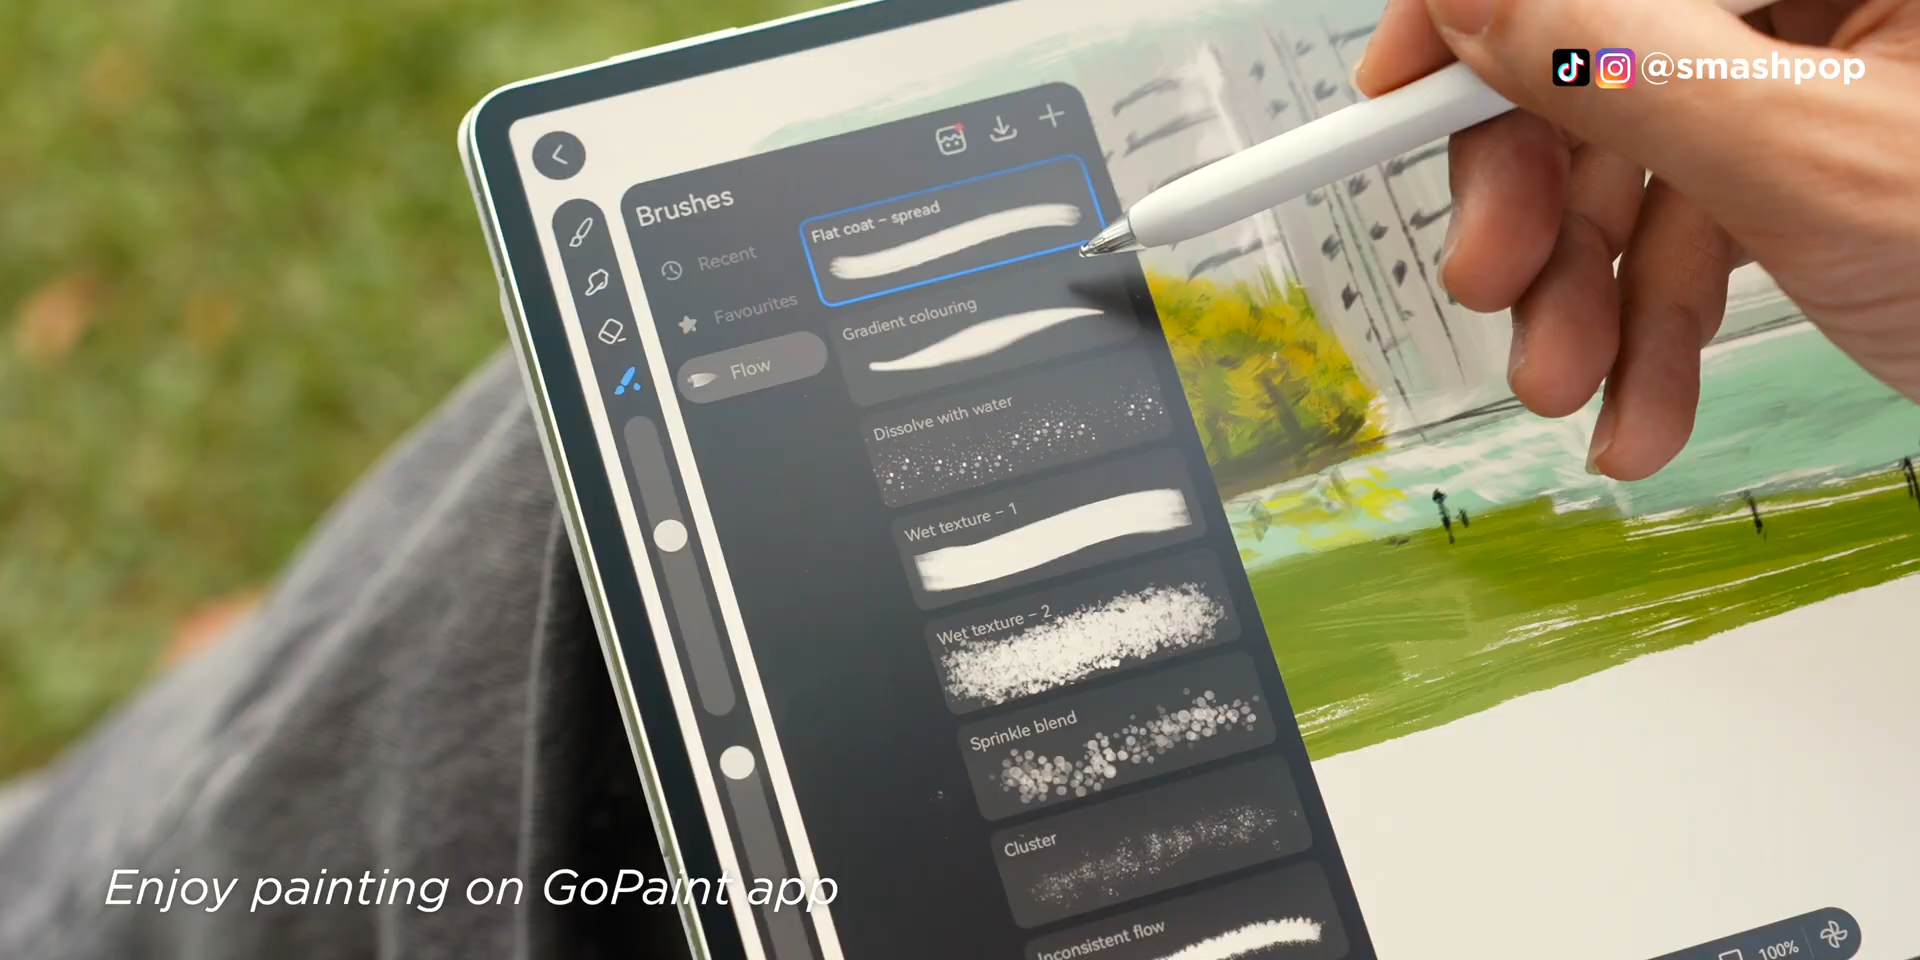 @smashpop
Brushes
Recent
Favourites
Flow
Flat coat – spread
Gradient colouring
Dissolve with water
Wet texture – 1
Wet texture – 2
Sprinkle blend
Cluster
Inconsistent flow
100%
Enjoy painting on GoPaint app